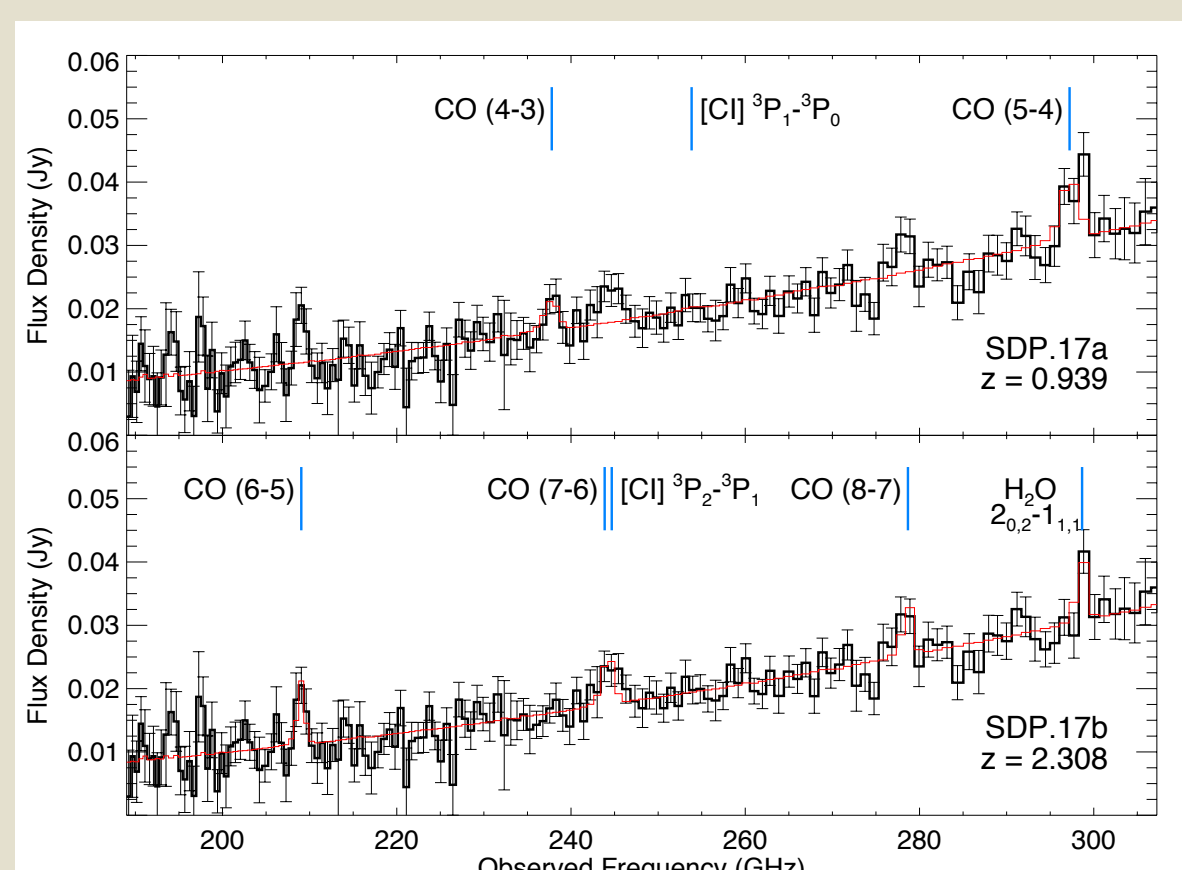 0.06
0.05
0.04
0.03
0.02
0.01
Flux Density (Jy)
CO (4-3)
[CI] ³P₁-³P₀
CO (5-4)
SDP.17a
z = 0.939
0.06
0.05
0.04
0.03
0.02
0.01
Flux Density (Jy)
CO (6-5)
CO (7-6)
[CI] ³P₂-³P₁
CO (8-7)
H₂O
2₀,₂-1₁,₁
SDP.17b
z = 2.308
200 220 240 260 280 300
Observed Frequency (GHz)